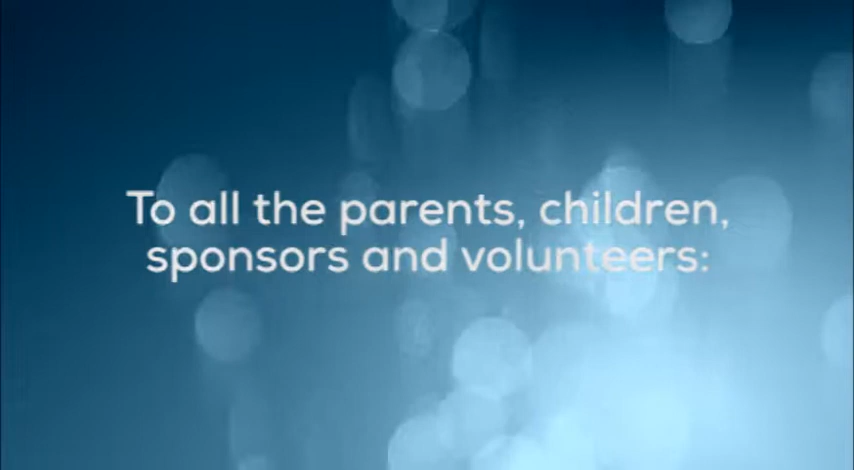 To all the parents, children,
sponsors and volunteers: